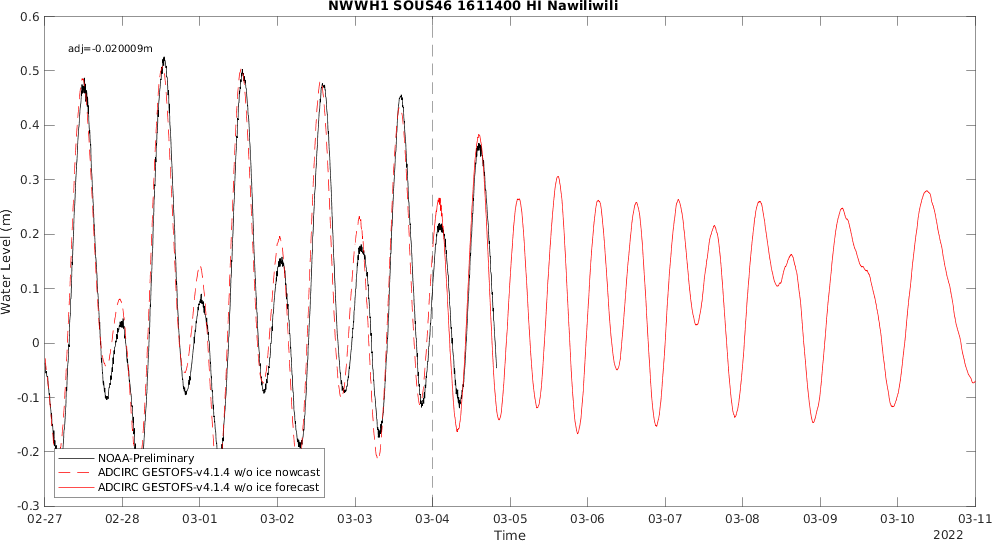 NWWH1 SOUS46 1611400 HI Nawiliwili
adj=-0.020009m
Water Level (m)
0.6
0.5
0.4
0.3
0.2
0.1
0
-0.1
-0.2
-0.3
NOAA-Preliminary
ADCIRC GESTOFS-v4.1.4 w/o ice nowcast
ADCIRC GESTOFS-v4.1.4 w/o ice forecast
02-27 02-28 03-01 03-02 03-03 03-04 03-05 03-06 03-07 03-08 03-09 03-10 03-11
Time
2022